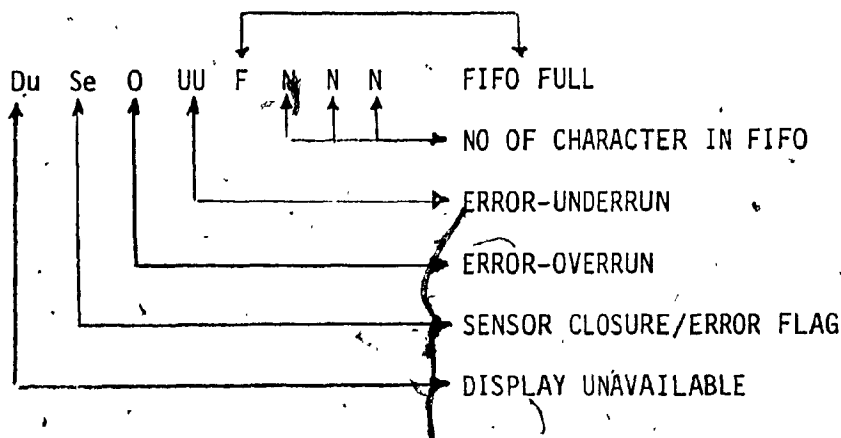 Du Se O UU F N N N FIFO FULL
NO OF CHARACTER IN FIFO
ERROR-UNDERRUN
ERROR-OVERRUN
SENSOR CLOSURE/ERROR FLAG
DISPLAY UNAVAILABLE